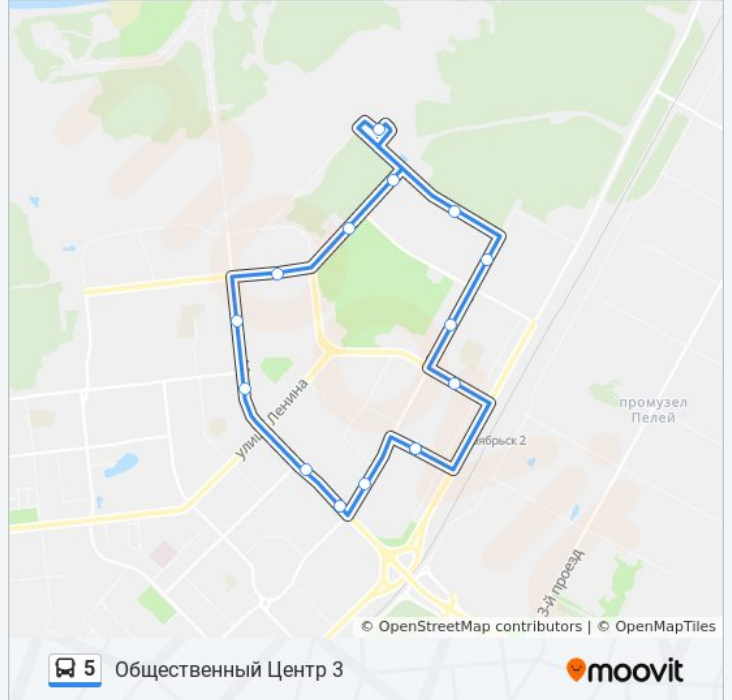 промузел
Пелей
улица Ленина
ябрьск 2
3-й проезд
© OpenStreetMap contributors | © OpenMapTiles
5 Общественный Центр 3
moovit